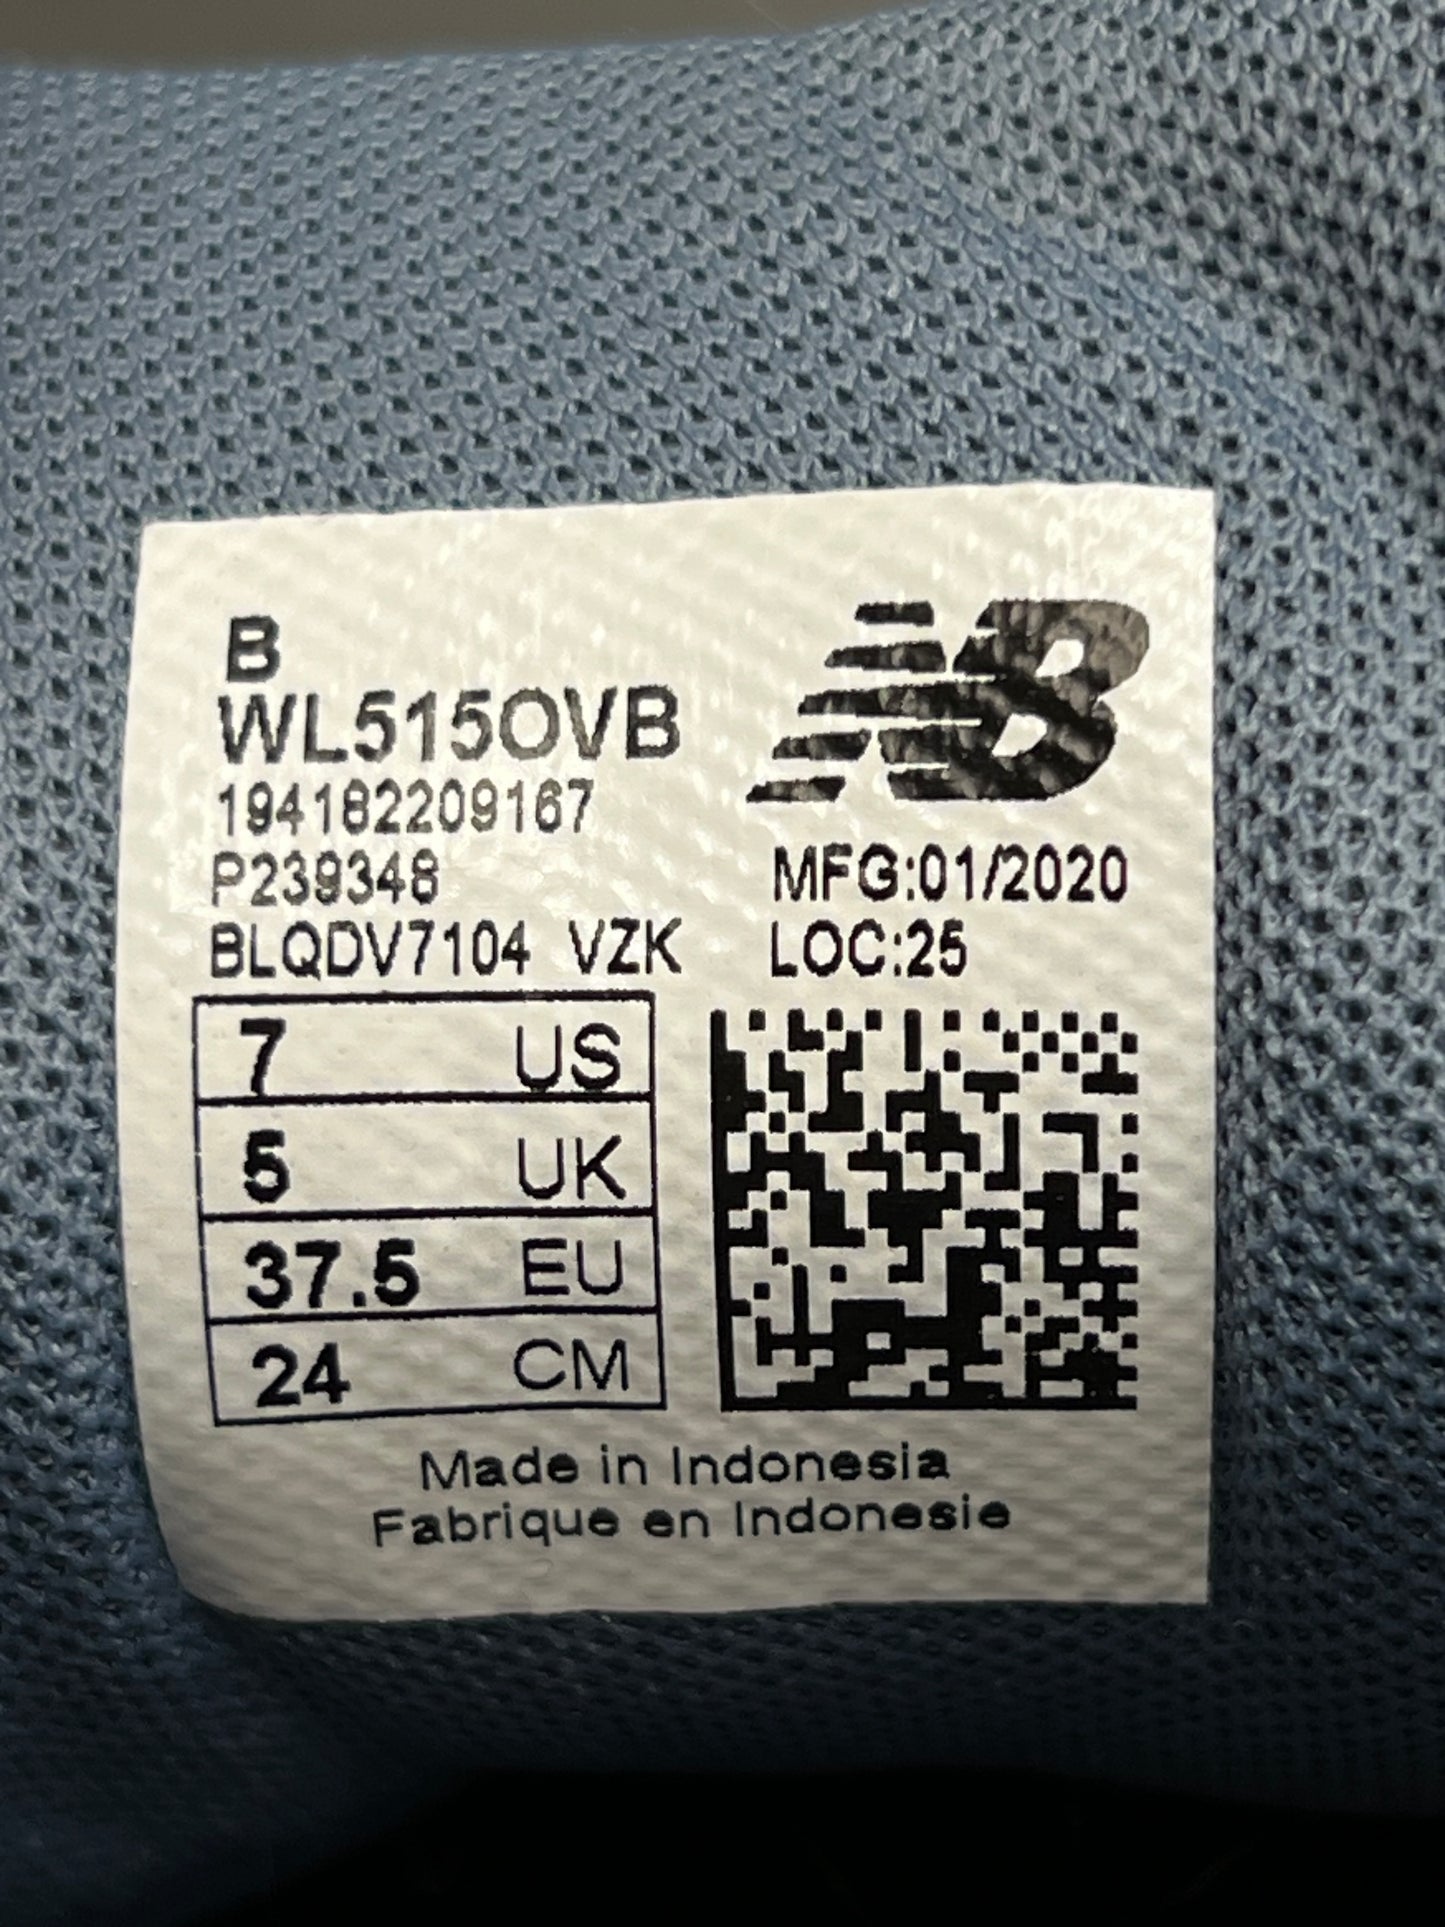 B
WL515OVB
194182209167
P239348
BLQDV7104 VZK
NB
MFG:01/2020
LOC:25
7 US
5 UK
37.5 EU
24 CM
Made in Indonesia
Fabrique en Indonesie